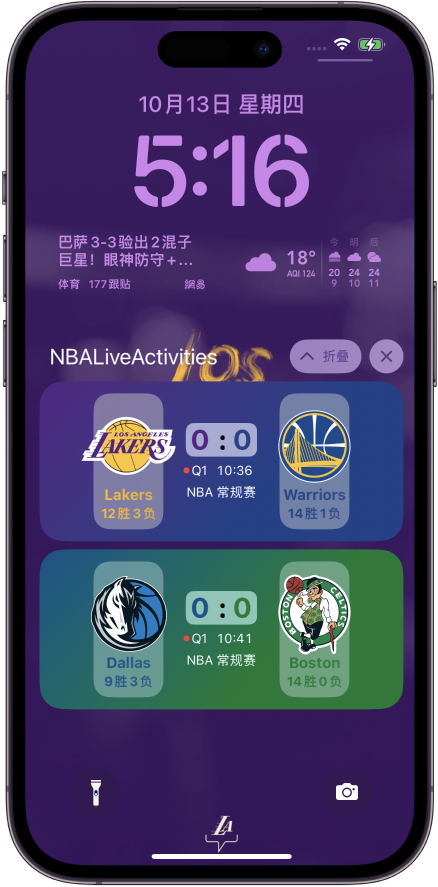 10月13日 星期四
5:16
巴萨3-3验出2混子
巨星！眼神防守+...
体育 177跟贴 網易
18°
AQI 124
今 明 后
20 24 24
9 10 11
LOS
NBALiveActivities
折叠
LOS ANGELES
LAKERS
0 : 0
Q1 10:36
NBA 常规赛
Lakers
12胜3负
Warriors
14胜1负
0 : 0
Q1 10:41
NBA 常规赛
BOSTON CELTICS
Dallas
9胜3负
Boston
14胜0负
LA